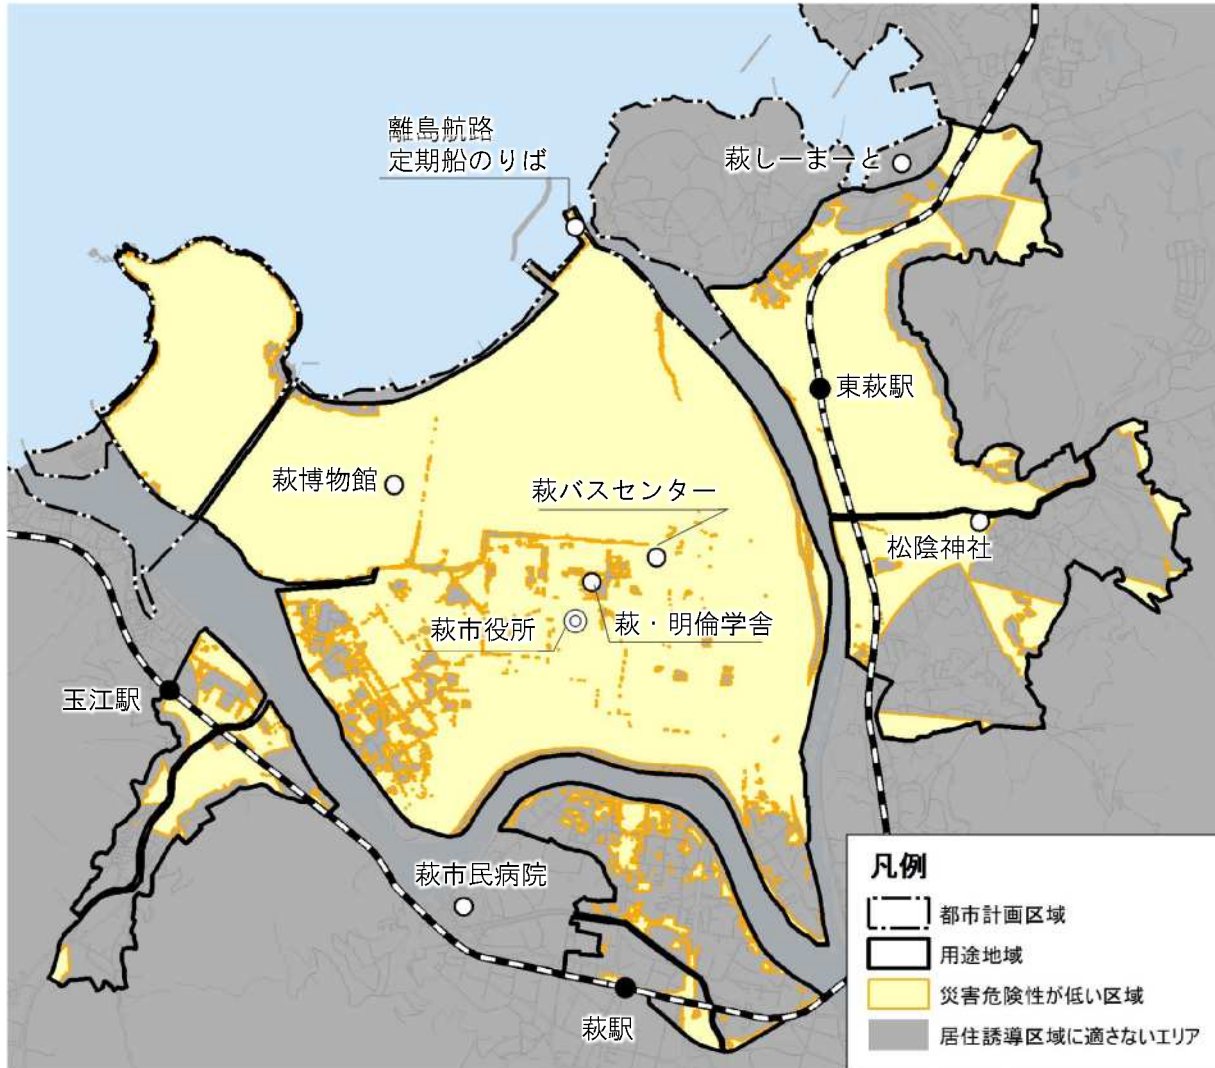 離島航路
定期船のりば
萩しーまーと
東萩駅
萩博物館
萩バスセンター
松陰神社
萩市役所
萩・明倫学舎
玉江駅
萩市民病院
萩駅
凡例
都市計画区域
用途地域
災害危険性が低い区域
居住誘導区域に適さないエリア